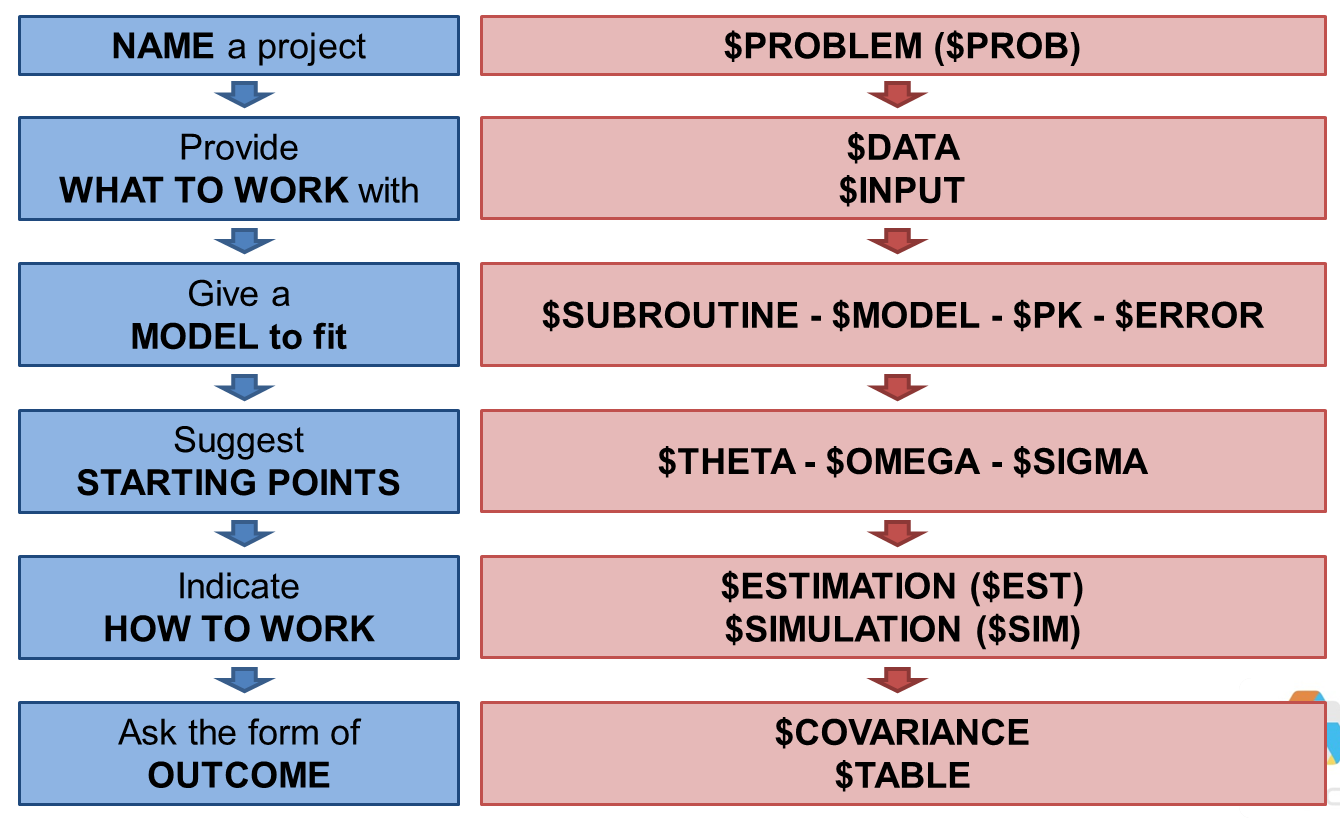 NAME a project
$PROBLEM ($PROB)
Provide
WHAT TO WORK with
$DATA
$INPUT
Give a
MODEL to fit
$SUBROUTINE - $MODEL - $PK - $ERROR
Suggest
STARTING POINTS
$THETA - $OMEGA - $SIGMA
Indicate
HOW TO WORK
$ESTIMATION ($EST)
$SIMULATION ($SIM)
Ask the form of
OUTCOME
$COVARIANCE
$TABLE